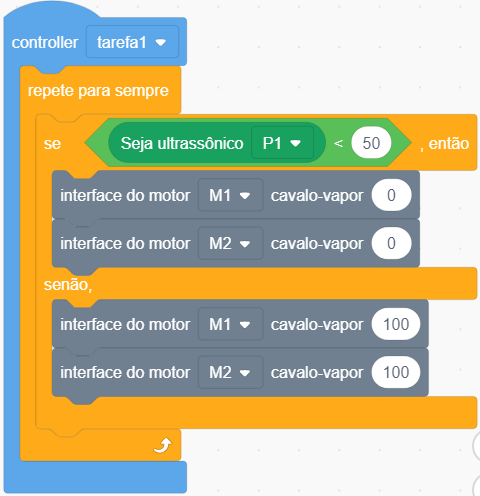 controller tarefa1
repete para sempre
se Seja ultrassônico P1 < 50 , então
interface do motor M1 cavalo-vapor 0
interface do motor M2 cavalo-vapor 0
senão,
interface do motor M1 cavalo-vapor 100
interface do motor M2 cavalo-vapor 100